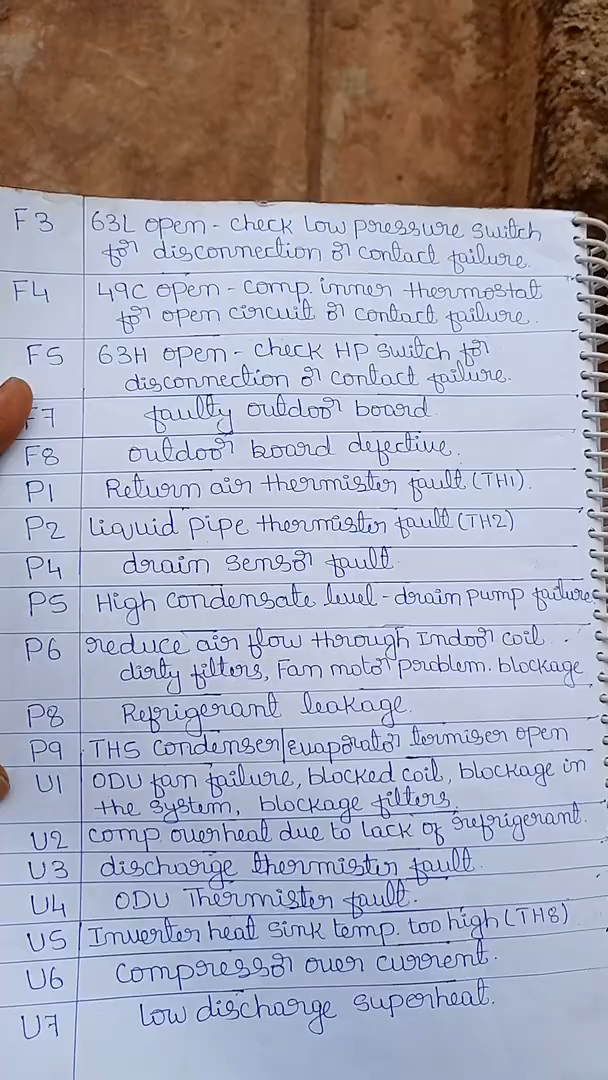 F3 63L open - check low pressure switch
for disconnection or contact failure.
F4 49C open - comp. inner thermostat
for open circuit or contact failure.
F5 63H open - check HP switch for
disconnection or contact failure.
F7 faulty outdoor board.
F8 outdoor board defective.
P1 Return air thermister fault (TH1).
P2 liquid pipe thermister fault (TH2)
P4 drain sensor fault.
P5 High condensate level - drain pump failure
P6 reduce air flow through Indoor coil.
dirty filters, Fan motor problem. blockage
P8 Refrigerant leakage.
P9 TH5 condenser/Evaporator termiser open
U1 ODU fan failure, blocked coil, blockage in
the system, blockage filters.
U2 comp overheat due to lack of refrigerant.
U3 discharge thermister fault.
U4 ODU Thermister fault.
U5 Inverter heat sink temp. too high (TH8)
U6 compressor over current.
U7 low discharge superheat.